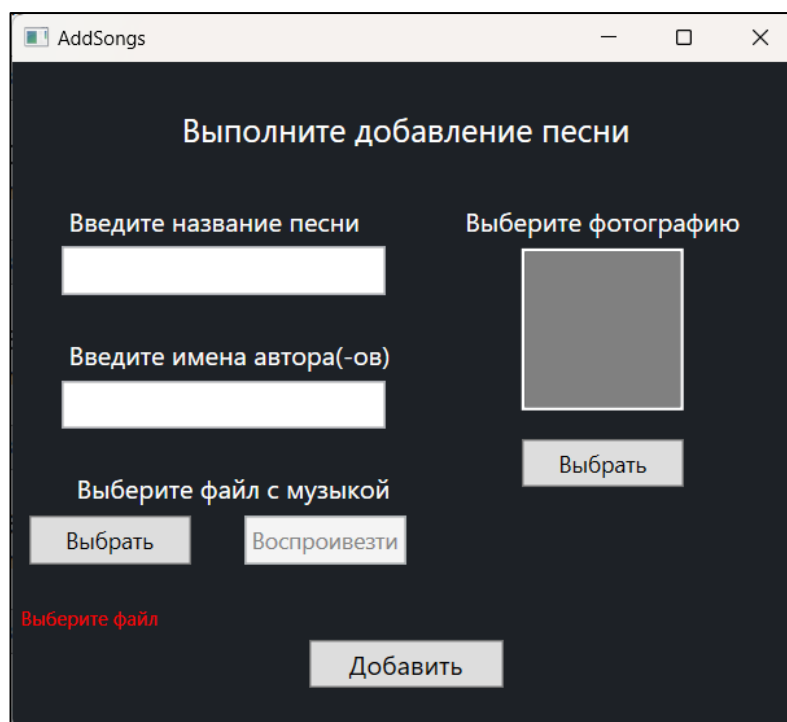 AddSongs
Выполните добавление песни
Введите название песни
Выберите фотографию
Введите имена автора(-ов)
Выбрать
Выберите файл с музыкой
Выбрать
Воспроивезти
Выберите файл
Добавить